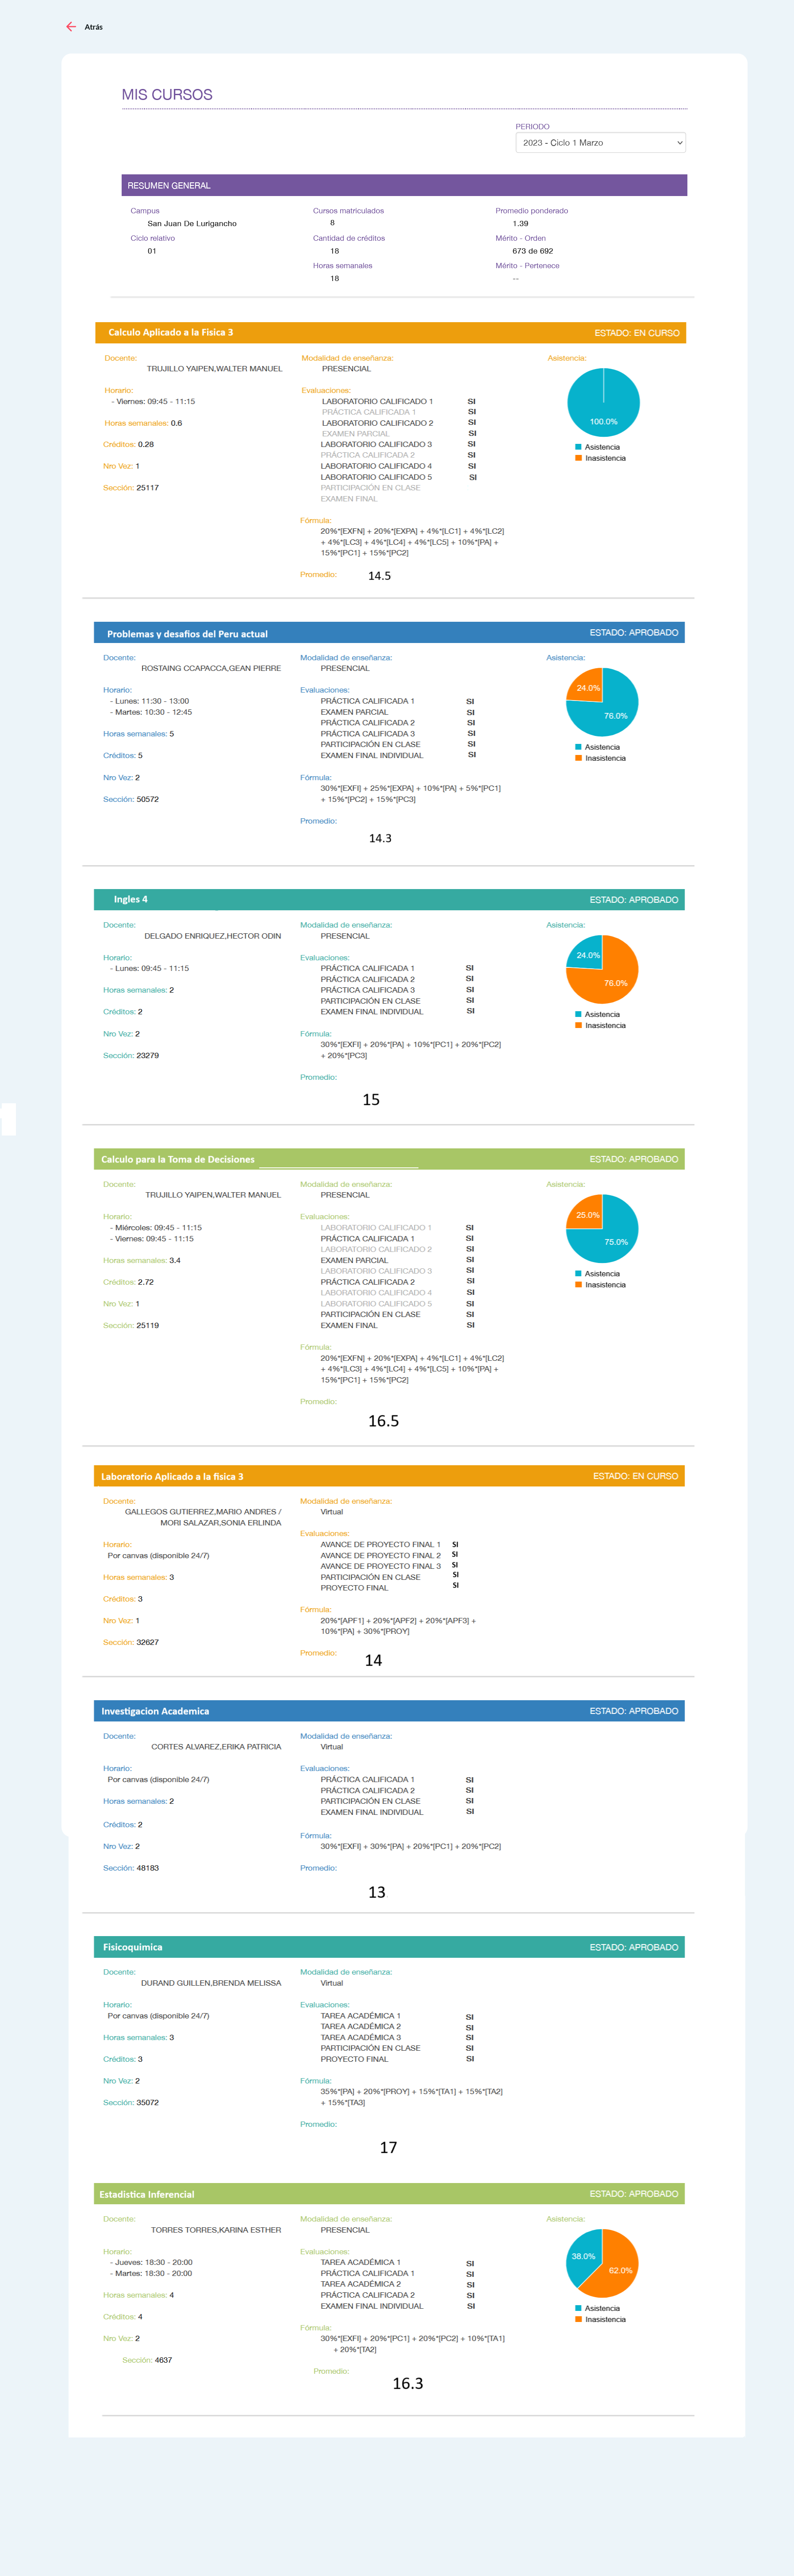 Atrás
MIS CURSOS
PERIODO
2023 - Ciclo 1 Marzo
RESUMEN GENERAL
Campus
San Juan De Lurigancho
Ciclo relativo
01
Cursos matriculados
8
Cantidad de créditos
18
Horas semanales
18
Promedio ponderado
1.39
Mérito - Orden
673 de 692
Mérito - Pertenece
--
Calculo Aplicado a la Fisica 3 ESTADO: EN CURSO
Docente:
TRUJILLO YAIPEN,WALTER MANUEL
Horario:
- Viernes: 09:45 - 11:15
Horas semanales: 0.6
Créditos: 0.28
Nro Vez: 1
Sección: 25117
Modalidad de enseñanza:
PRESENCIAL
Evaluaciones:
LABORATORIO CALIFICADO 1 SI
PRÁCTICA CALIFICADA 1 SI
LABORATORIO CALIFICADO 2 SI
EXAMEN PARCIAL SI
LABORATORIO CALIFICADO 3 SI
PRÁCTICA CALIFICADA 2 SI
LABORATORIO CALIFICADO 4 SI
LABORATORIO CALIFICADO 5 SI
PARTICIPACIÓN EN CLASE
EXAMEN FINAL
Fórmula:
20%*[EXFN] + 20%*[EXPA] + 4%*[LC1] + 4%*[LC2]
+ 4%*[LC3] + 4%*[LC4] + 4%*[LC5] + 10%*[PA] +
15%*[PC1] + 15%*[PC2]
Promedio: 14.5
Asistencia:
100.0%
Asistencia
Inasistencia
Problemas y desafios del Peru actual ESTADO: APROBADO
Docente:
ROSTAING CCAPACCA,GEAN PIERRE
Horario:
- Lunes: 11:30 - 13:00
- Martes: 10:30 - 12:45
Horas semanales: 5
Créditos: 5
Nro Vez: 2
Sección: 50572
Modalidad de enseñanza:
PRESENCIAL
Evaluaciones:
PRÁCTICA CALIFICADA 1 SI
EXAMEN PARCIAL SI
PRÁCTICA CALIFICADA 2 SI
PRÁCTICA CALIFICADA 3 SI
PARTICIPACIÓN EN CLASE SI
EXAMEN FINAL INDIVIDUAL SI
Fórmula:
30%*[EXFI] + 25%*[EXPA] + 10%*[PA] + 5%*[PC1]
+ 15%*[PC2] + 15%*[PC3]
Promedio:
14.3
Asistencia:
24.0%
76.0%
Asistencia
Inasistencia
Ingles 4 ESTADO: APROBADO
Docente:
DELGADO ENRIQUEZ,HECTOR ODIN
Horario:
- Lunes: 09:45 - 11:15
Horas semanales: 2
Créditos: 2
Nro Vez: 2
Sección: 23279
Modalidad de enseñanza:
PRESENCIAL
Evaluaciones:
PRÁCTICA CALIFICADA 1 SI
PRÁCTICA CALIFICADA 2 SI
PRÁCTICA CALIFICADA 3 SI
PARTICIPACIÓN EN CLASE SI
EXAMEN FINAL INDIVIDUAL SI
Fórmula:
30%*[EXFI] + 20%*[PA] + 10%*[PC1] + 20%*[PC2]
+ 20%*[PC3]
Promedio:
15
Asistencia:
24.0%
76.0%
Asistencia
Inasistencia
Calculo para la Toma de Decisiones ESTADO: APROBADO
Docente:
TRUJILLO YAIPEN,WALTER MANUEL
Horario:
- Miércoles: 09:45 - 11:15
- Viernes: 09:45 - 11:15
Horas semanales: 3.4
Créditos: 2.72
Nro Vez: 1
Sección: 25119
Modalidad de enseñanza:
PRESENCIAL
Evaluaciones:
LABORATORIO CALIFICADO 1 SI
PRÁCTICA CALIFICADA 1 SI
LABORATORIO CALIFICADO 2 SI
EXAMEN PARCIAL SI
LABORATORIO CALIFICADO 3 SI
PRÁCTICA CALIFICADA 2 SI
LABORATORIO CALIFICADO 4 SI
LABORATORIO CALIFICADO 5 SI
PARTICIPACIÓN EN CLASE SI
EXAMEN FINAL SI
Fórmula:
20%*[EXFN] + 20%*[EXPA] + 4%*[LC1] + 4%*[LC2]
+ 4%*[LC3] + 4%*[LC4] + 4%*[LC5] + 10%*[PA] +
15%*[PC1] + 15%*[PC2]
Promedio:
16.5
Asistencia:
25.0%
75.0%
Asistencia
Inasistencia
Laboratorio Aplicado a la fisica 3 ESTADO: EN CURSO
Docente:
GALLEGOS GUTIERREZ,MARIO ANDRES /
MORI SALAZAR,SONIA ERLINDA
Horario:
Por canvas (disponible 24/7)
Horas semanales: 3
Créditos: 3
Nro Vez: 1
Sección: 32627
Modalidad de enseñanza:
Virtual
Evaluaciones:
AVANCE DE PROYECTO FINAL 1 SI
AVANCE DE PROYECTO FINAL 2 SI
AVANCE DE PROYECTO FINAL 3 SI
PARTICIPACIÓN EN CLASE SI
PROYECTO FINAL SI
Fórmula:
20%*[APF1] + 20%*[APF2] + 20%*[APF3] +
10%*[PA] + 30%*[PROY]
Promedio: 14
Investigacion Academica ESTADO: APROBADO
Docente:
CORTES ALVAREZ,ERIKA PATRICIA
Horario:
Por canvas (disponible 24/7)
Horas semanales: 2
Créditos: 2
Nro Vez: 2
Sección: 48183
Modalidad de enseñanza:
Virtual
Evaluaciones:
PRÁCTICA CALIFICADA 1 SI
PRÁCTICA CALIFICADA 2 SI
PARTICIPACIÓN EN CLASE SI
EXAMEN FINAL INDIVIDUAL SI
Fórmula:
30%*[EXFI] + 30%*[PA] + 20%*[PC1] + 20%*[PC2]
Promedio:
13
Fisicoquimica ESTADO: APROBADO
Docente:
DURAND GUILLEN,BRENDA MELISSA
Horario:
Por canvas (disponible 24/7)
Horas semanales: 3
Créditos: 3
Nro Vez: 2
Sección: 35072
Modalidad de enseñanza:
Virtual
Evaluaciones:
TAREA ACADÉMICA 1 SI
TAREA ACADÉMICA 2 SI
TAREA ACADÉMICA 3 SI
PARTICIPACIÓN EN CLASE SI
PROYECTO FINAL SI
Fórmula:
35%*[PA] + 20%*[PROY] + 15%*[TA1] + 15%*[TA2]
+ 15%*[TA3]
Promedio:
17
Estadistica Inferencial ESTADO: APROBADO
Docente:
TORRES TORRES,KARINA ESTHER
Horario:
- Jueves: 18:30 - 20:00
- Martes: 18:30 - 20:00
Horas semanales: 4
Créditos: 4
Nro Vez: 2
Sección: 4637
Modalidad de enseñanza:
PRESENCIAL
Evaluaciones:
TAREA ACADÉMICA 1 SI
PRÁCTICA CALIFICADA 1 SI
TAREA ACADÉMICA 2 SI
PRÁCTICA CALIFICADA 2 SI
EXAMEN FINAL INDIVIDUAL SI
Fórmula:
30%*[EXFI] + 20%*[PC1] + 20%*[PC2] + 10%*[TA1]
+ 20%*[TA2]
Promedio:
16.3
Asistencia:
38.0%
62.0%
Asistencia
Inasistencia